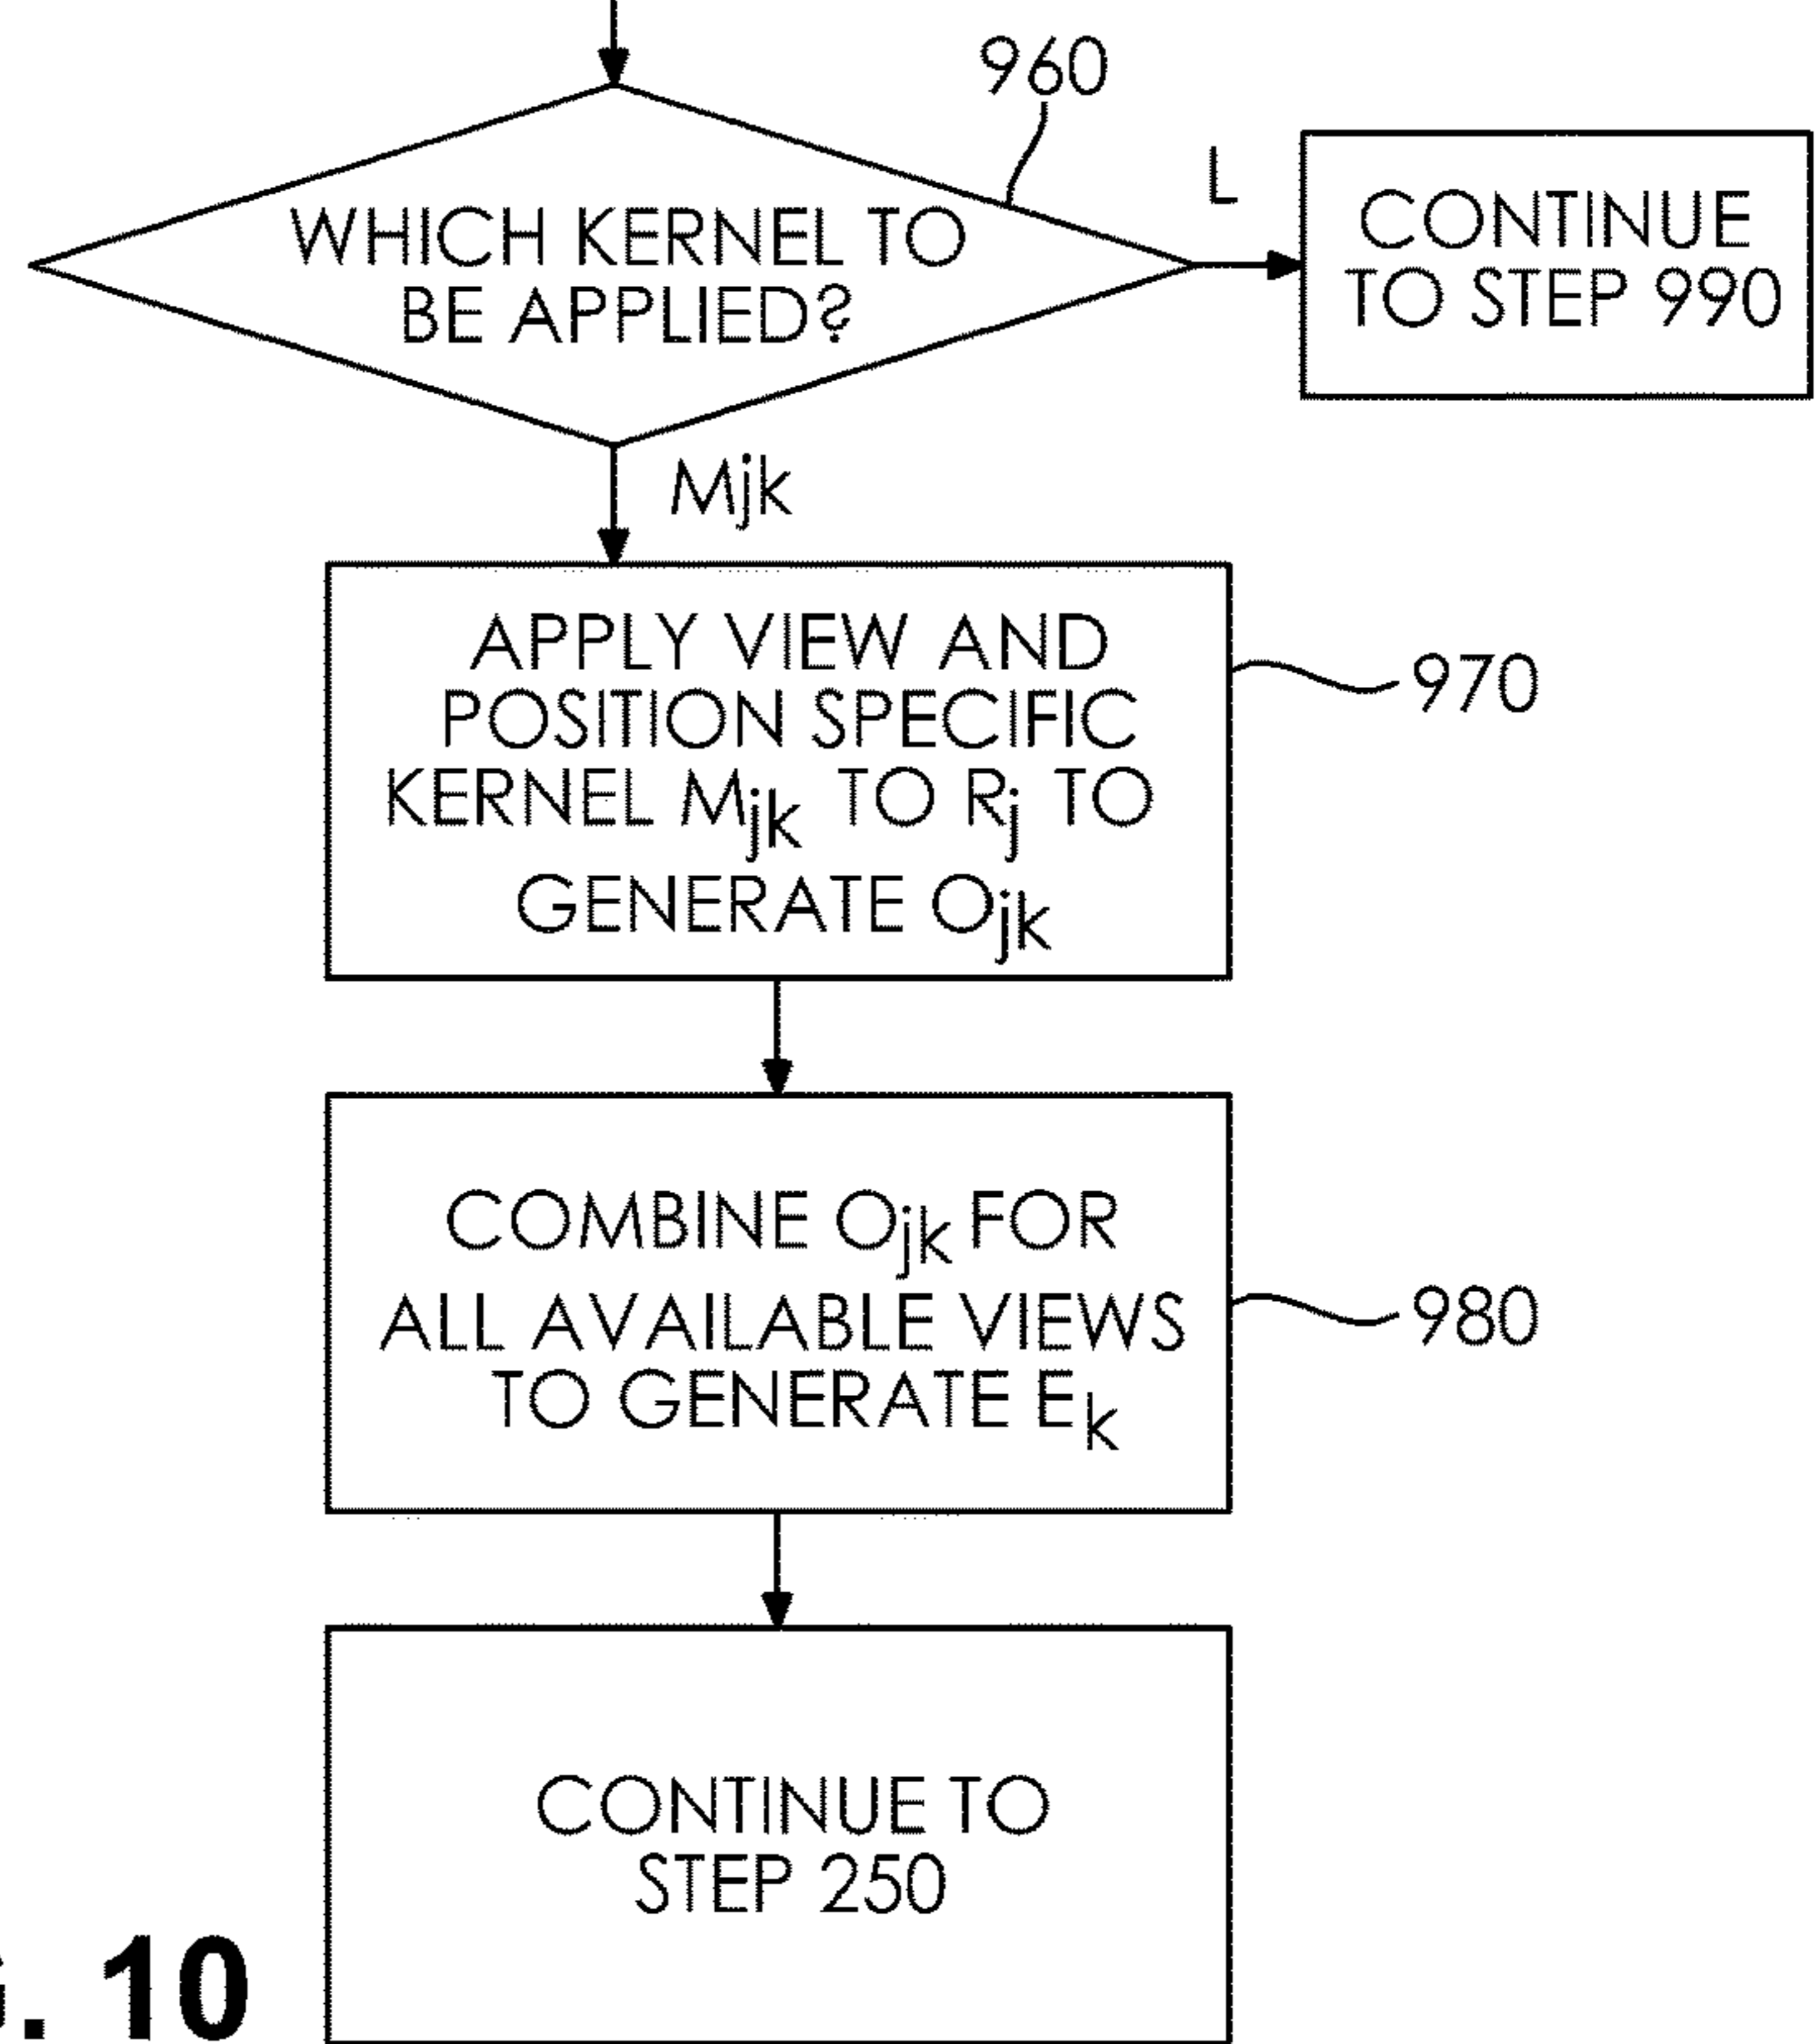 960
WHICH KERNEL TO
BE APPLIED?
L
CONTINUE
TO STEP 990
Mjk
APPLY VIEW AND
POSITION SPECIFIC
KERNEL Mjk TO Rj TO
GENERATE Ojk
970
COMBINE Ojk FOR
ALL AVAILABLE VIEWS
TO GENERATE Ek
980
CONTINUE TO
STEP 250
. 10